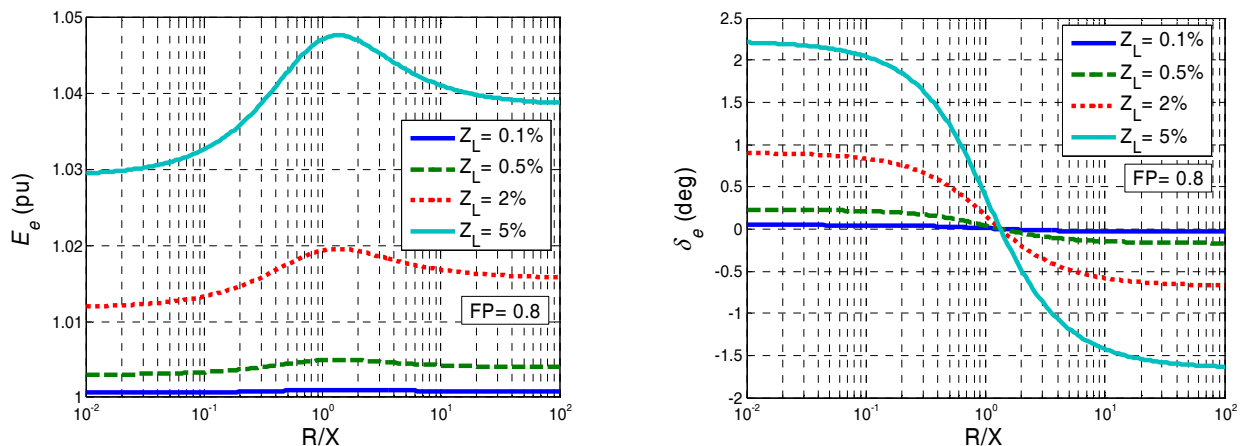 1.05
1.04
1.03
1.02
1.01
1
E_e (pu)
10^-2
10^-1
10^0
10^1
10^2
R/X
Z_L= 0.1%
Z_L= 0.5%
Z_L= 2%
Z_L= 5%
FP= 0.8
2.5
2
1.5
1
0.5
0
-0.5
-1
-1.5
-2
δ_e (deg)
10^-2
10^-1
10^0
10^1
10^2
R/X
Z_L= 0.1%
Z_L= 0.5%
Z_L= 2%
Z_L= 5%
FP= 0.8